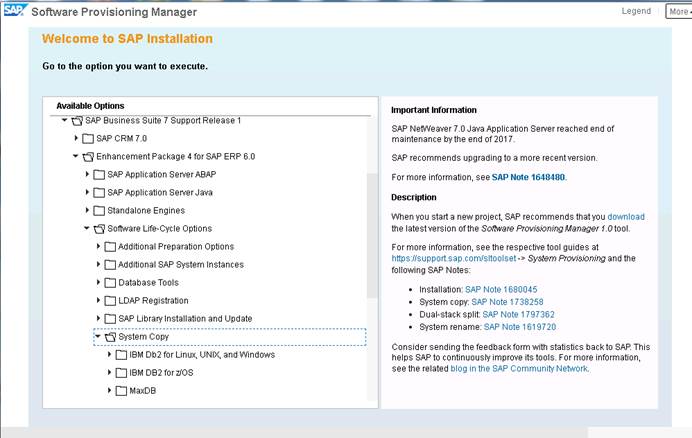 SAP Software Provisioning Manager
Legend
More
Welcome to SAP Installation
Go to the option you want to execute.
Available Options
SAP Business Suite 7 Support Release 1
SAP CRM 7.0
Enhancement Package 4 for SAP ERP 6.0
SAP Application Server ABAP
SAP Application Server Java
Standalone Engines
Software Life-Cycle Options
Additional Preparation Options
Additional SAP System Instances
Database Tools
LDAP Registration
SAP Library Installation and Update
System Copy
IBM Db2 for Linux, UNIX, and Windows
IBM DB2 for z/OS
MaxDB
Important Information
SAP NetWeaver 7.0 Java Application Server reached end of
maintenance by the end of 2017.
SAP recommends upgrading to a more recent version.
For more information, see SAP Note 1648480.
Description
When you start a new project, SAP recommends that you download
the latest version of the Software Provisioning Manager 1.0 tool.
For more information, see the respective tool guides at
https://support.sap.com/sltoolset -> System Provisioning and the
following SAP Notes:
• Installation: SAP Note 1680045
• System copy: SAP Note 1738258
• Dual-stack split: SAP Note 1797362
• System rename: SAP Note 1619720
Consider sending the feedback form with statistics back to SAP. This
helps SAP to continuously improve its tools. For more information,
see the related blog in the SAP Community Network.